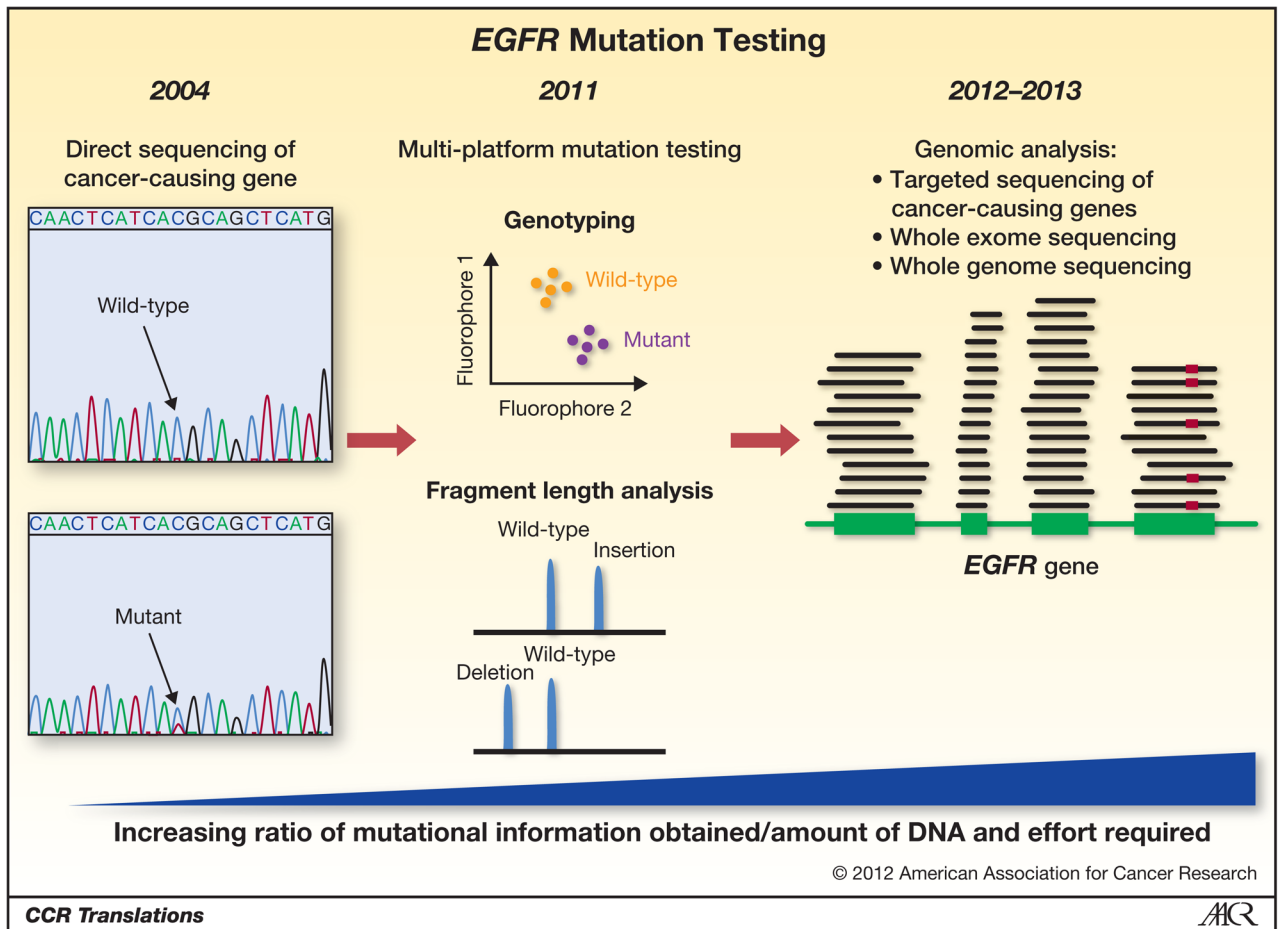 EGFR Mutation Testing
2004
Direct sequencing of
cancer-causing gene
CAACTCATCACGCAGCTCATG
Wild-type
CAACTCATCACGCAGCTCATG
Mutant
2011
Multi-platform mutation testing
Genotyping
Fluorophore 1
Wild-type
Mutant
Fluorophore 2
Fragment length analysis
Wild-type
Insertion
Wild-type
Deletion
2012–2013
Genomic analysis:
• Targeted sequencing of
cancer-causing genes
• Whole exome sequencing
• Whole genome sequencing
EGFR gene
Increasing ratio of mutational information obtained/amount of DNA and effort required
© 2012 American Association for Cancer Research
CCR Translations
AACR